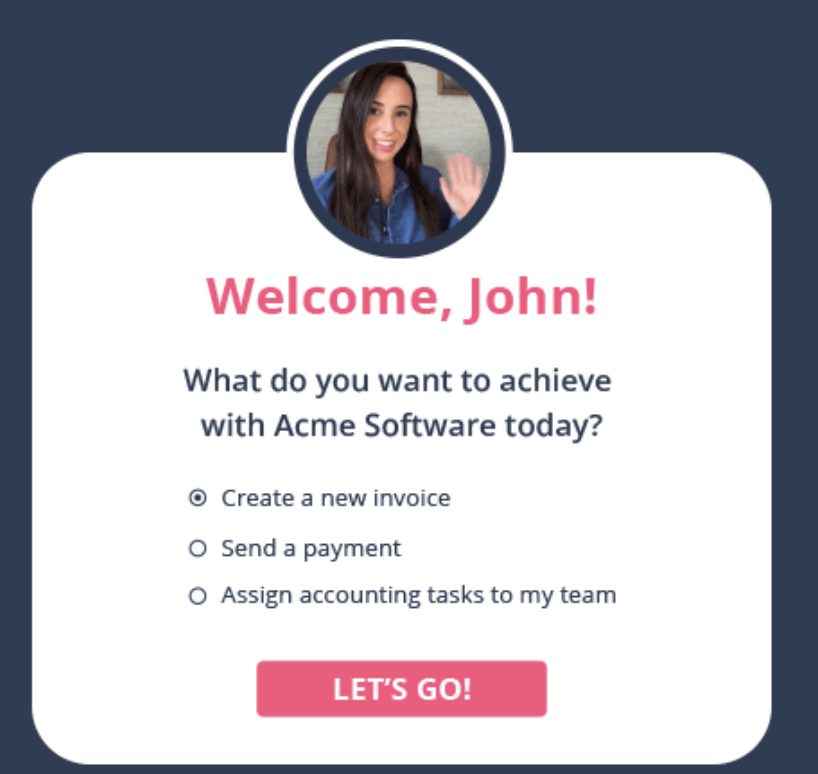 Welcome, John!
What do you want to achieve
with Acme Software today?
Create a new invoice
Send a payment
Assign accounting tasks to my team
LET’S GO!